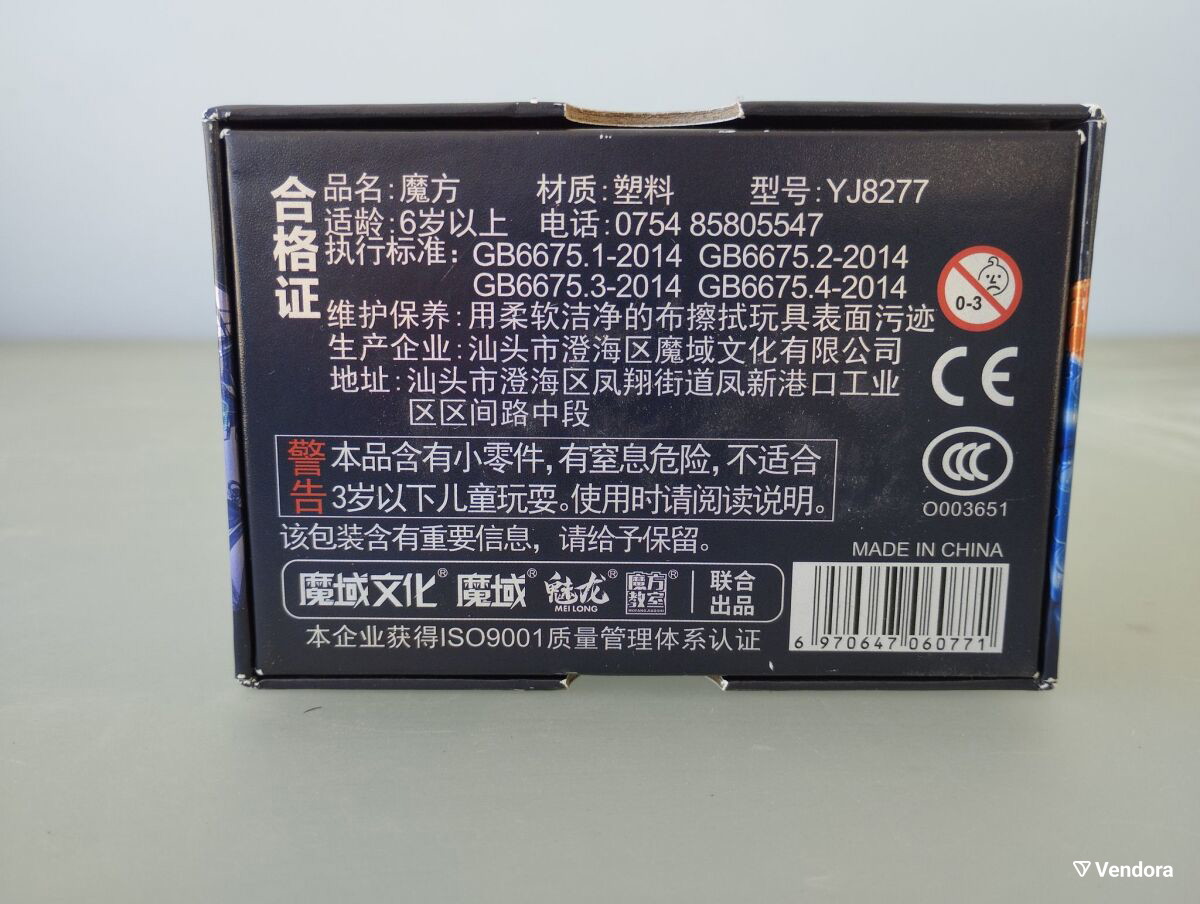 合格证
品名:魔方 材质:塑料 型号:YJ8277
适龄:6岁以上 电话:0754 85805547
执行标准: GB6675.1-2014 GB6675.2-2014
GB6675.3-2014 GB6675.4-2014
维护保养:用柔软洁净的布擦拭玩具表面污迹
生产企业:汕头市澄海区魔域文化有限公司
地址:汕头市澄海区凤翔街道凤新港口工业
区区间路中段
0-3
CE
CCC
O003651
警告
本品含有小零件,有窒息危险,不适合
3岁以下儿童玩耍。使用时请阅读说明。
该包装含有重要信息,请给予保留。
MADE IN CHINA
魔域文化® 魔域® 魅龙® MEI LONG 魔方教室® MOFANG JIAOSHI 联合出品
本企业获得ISO9001质量管理体系认证
6 970647 060771
Vendora